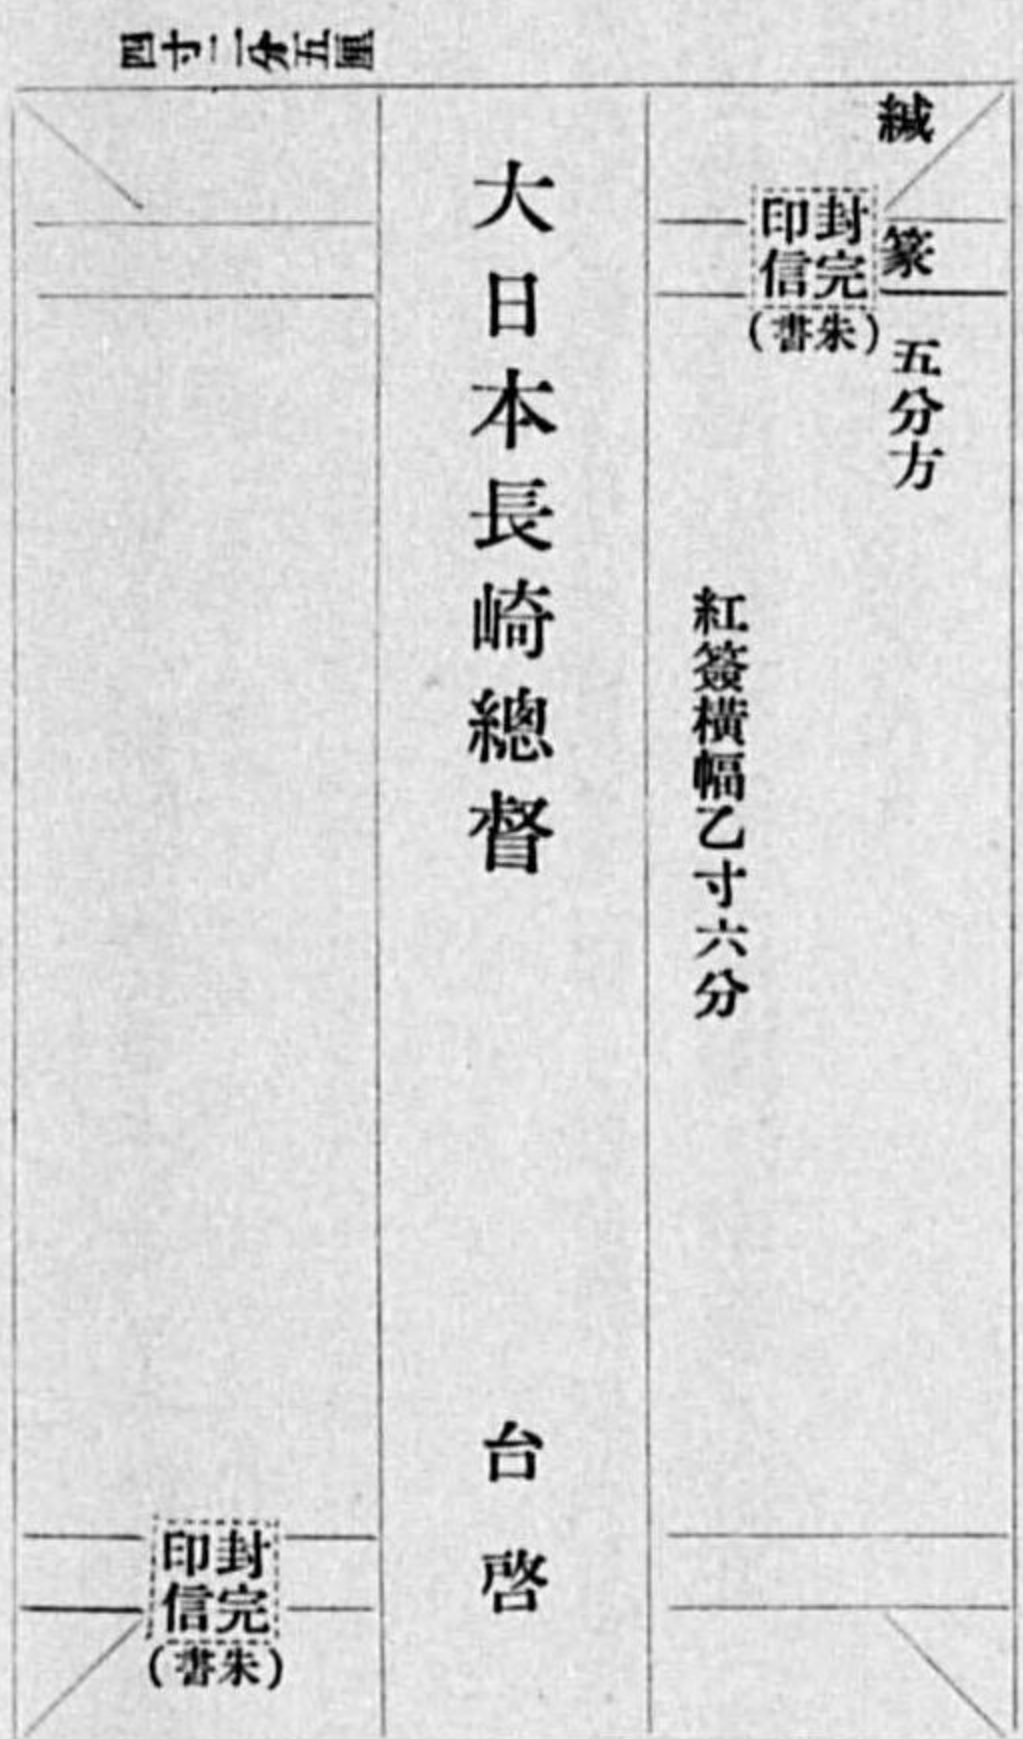 四寸二分五厘
緘
篆
五分方
封完
印信
(朱書)
紅簽橫幅乙寸六分
大日本長崎總督
台啓
封完
印信
(朱書)